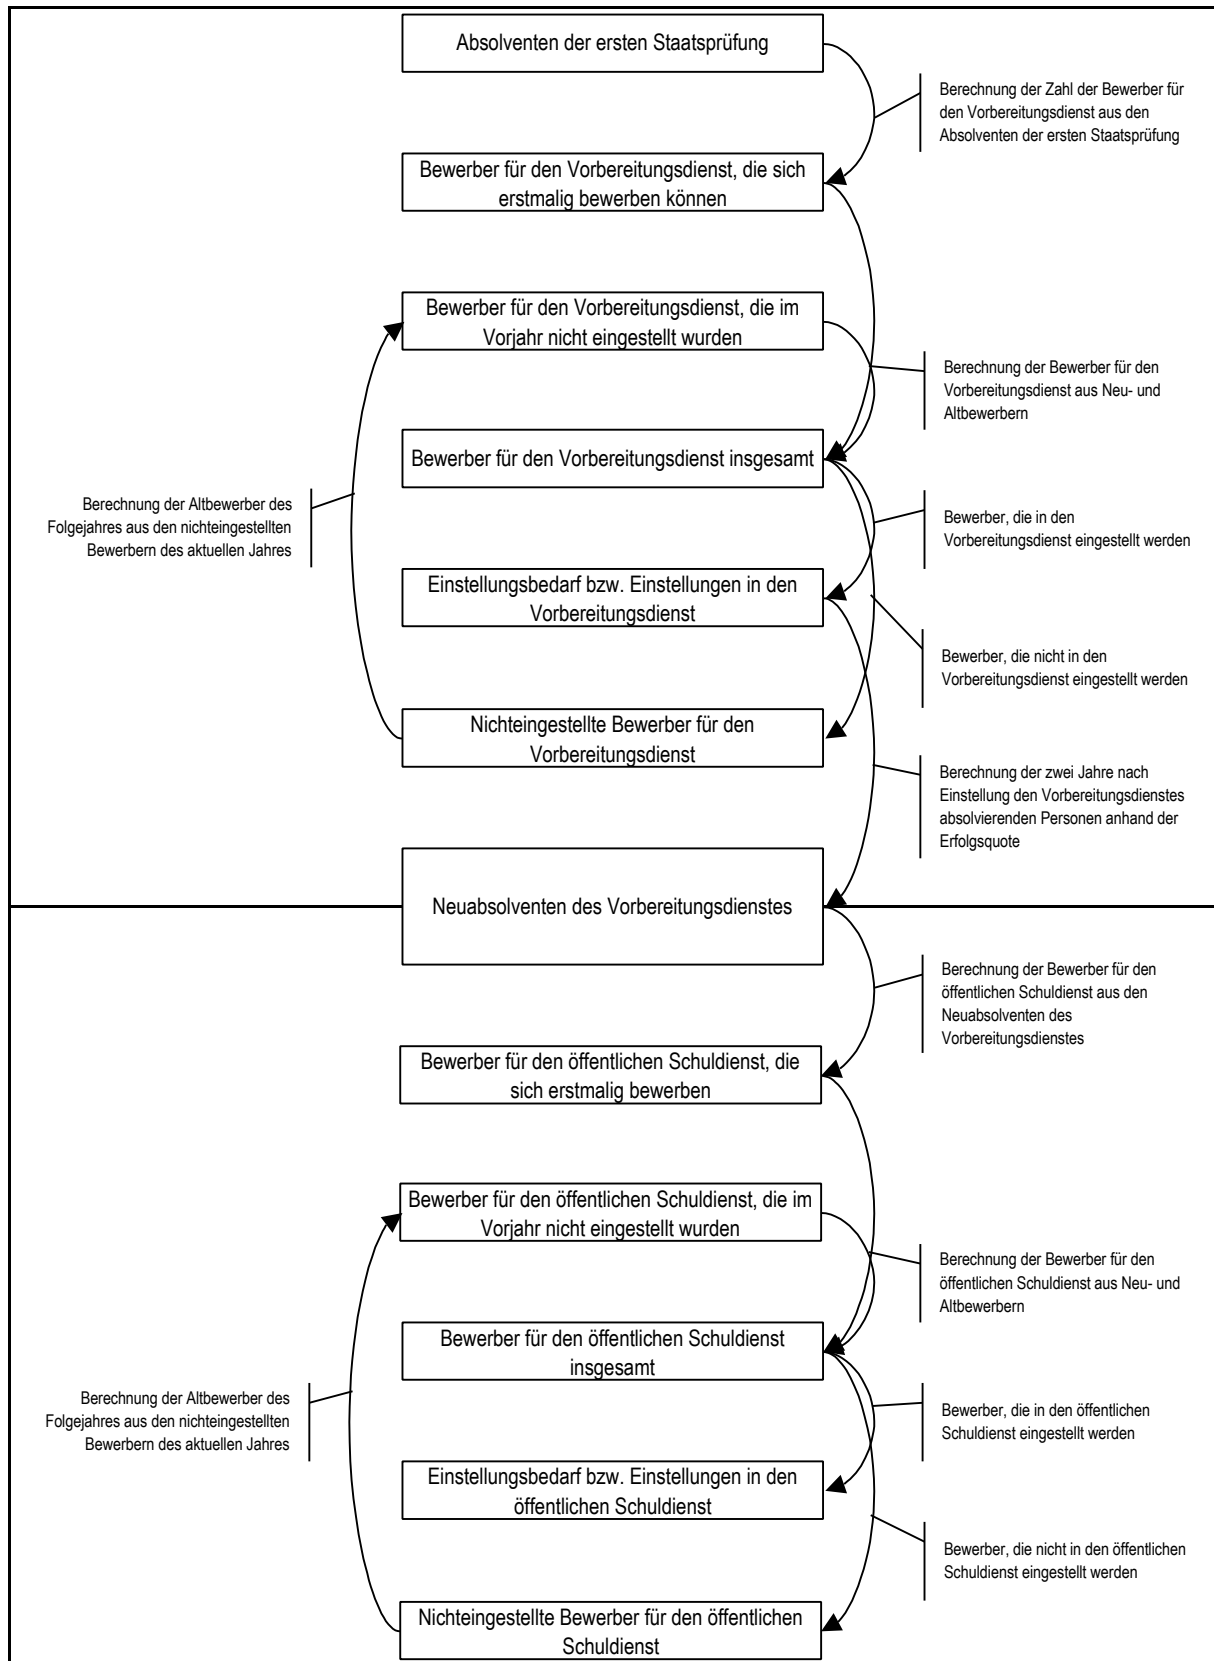 Absolventen der ersten Staatsprüfung
Berechnung der Zahl der Bewerber für
den Vorbereitungsdienst aus den
Absolventen der ersten Staatsprüfung
Bewerber für den Vorbereitungsdienst, die sich
erstmalig bewerben können
Bewerber für den Vorbereitungsdienst, die im
Vorjahr nicht eingestellt wurden
Berechnung der Bewerber für den
Vorbereitungsdienst aus Neu- und
Altbewerbern
Bewerber für den Vorbereitungsdienst insgesamt
Berechnung der Altbewerber des
Folgejahres aus den nichteingestellten
Bewerbern des aktuellen Jahres
Bewerber, die in den
Vorbereitungsdienst eingestellt werden
Einstellungsbedarf bzw. Einstellungen in den
Vorbereitungsdienst
Bewerber, die nicht in den
Vorbereitungsdienst eingestellt werden
Nichteingestellte Bewerber für den
Vorbereitungsdienst
Berechnung der zwei Jahre nach
Einstellung den Vorbereitungsdienstes
absolvierenden Personen anhand der
Erfolgsquote
Neuabsolventen des Vorbereitungsdienstes
Berechnung der Bewerber für den
öffentlichen Schuldienst aus den
Neuabsolventen des
Vorbereitungsdienstes
Bewerber für den öffentlichen Schuldienst, die
sich erstmalig bewerben
Bewerber für den öffentlichen Schuldienst, die im
Vorjahr nicht eingestellt wurden
Berechnung der Bewerber für den
öffentlichen Schuldienst aus Neu- und
Altbewerbern
Bewerber für den öffentlichen Schuldienst
insgesamt
Berechnung der Altbewerber des
Folgejahres aus den nichteingestellten
Bewerbern des aktuellen Jahres
Bewerber, die in den öffentlichen
Schuldienst eingestellt werden
Einstellungsbedarf bzw. Einstellungen in den
öffentlichen Schuldienst
Bewerber, die nicht in den öffentlichen
Schuldienst eingestellt werden
Nichteingestellte Bewerber für den öffentlichen
Schuldienst